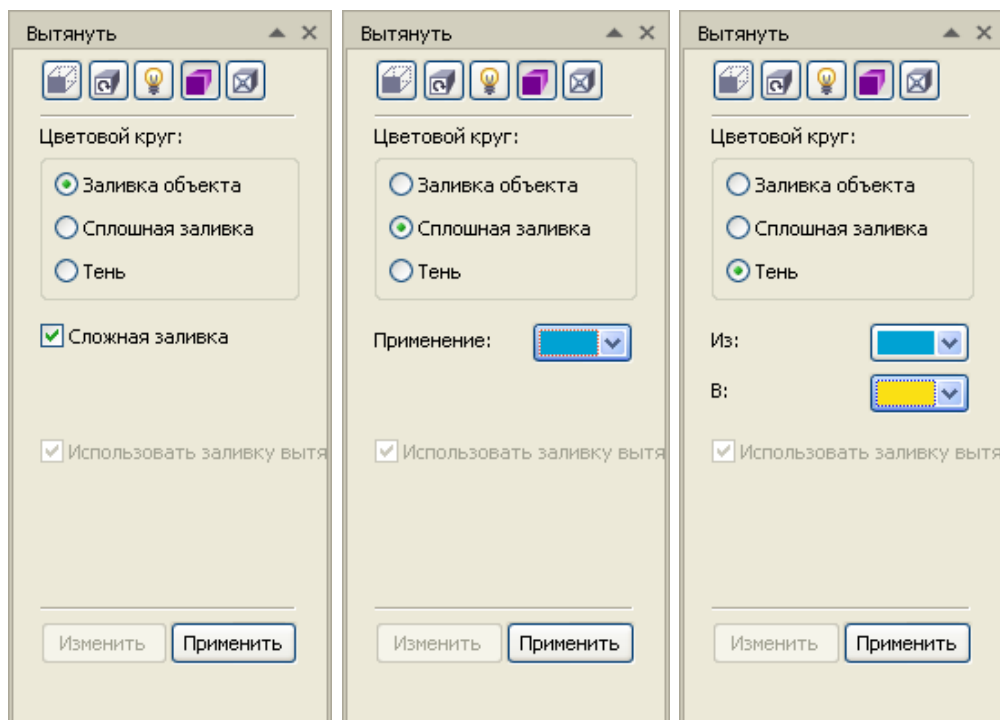 Вытянуть
Цветовой круг:
Заливка объекта
Сплошная заливка
Тень
Сложная заливка
Использовать заливку вытя
Изменить
Применить
Вытянуть
Цветовой круг:
Заливка объекта
Сплошная заливка
Тень
Применение:
Использовать заливку вытя
Изменить
Применить
Вытянуть
Цветовой круг:
Заливка объекта
Сплошная заливка
Тень
Из:
В:
Использовать заливку вытя
Изменить
Применить